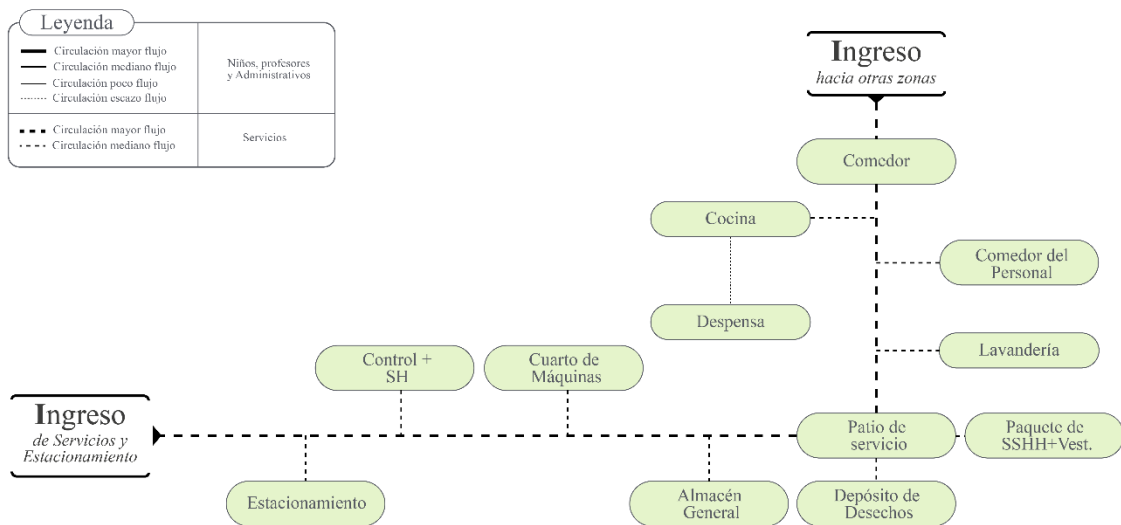 Leyenda
Circulación mayor flujo
Circulación mediano flujo
Circulación poco flujo
Circulación escazo flujo
Niños, profesores
y Administrativos
Circulación mayor flujo
Circulación mediano flujo
Servicios
Ingreso
hacia otras zonas
Comedor
Cocina
Comedor del
Personal
Despensa
Lavandería
Control +
SH
Cuarto de
Máquinas
Ingreso
de Servicios y
Estacionamiento
Patio de
servicio
Paquete de
SSHH+Vest.
Estacionamiento
Almacén
General
Depósito de
Desechos